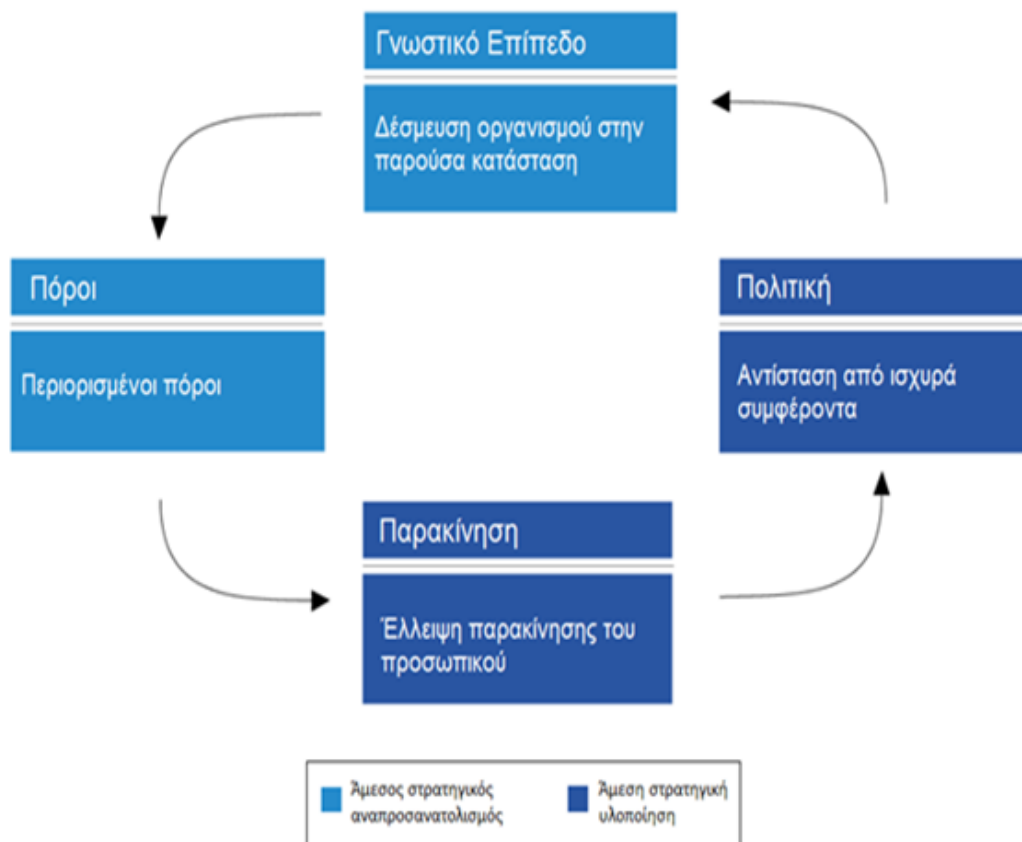 Γνωστικό Επίπεδο
Δέσμευση οργανισμού στην
παρούσα κατάσταση
Πόροι
Περιορισμένοι πόροι
Πολιτική
Αντίσταση από ισχυρά
συμφέροντα
Παρακίνηση
Έλλειψη παρακίνησης του
προσωπικού
Άμεσος στρατηγικός
αναπροσανατολισμός
Άμεση στρατηγική
υλοποίηση